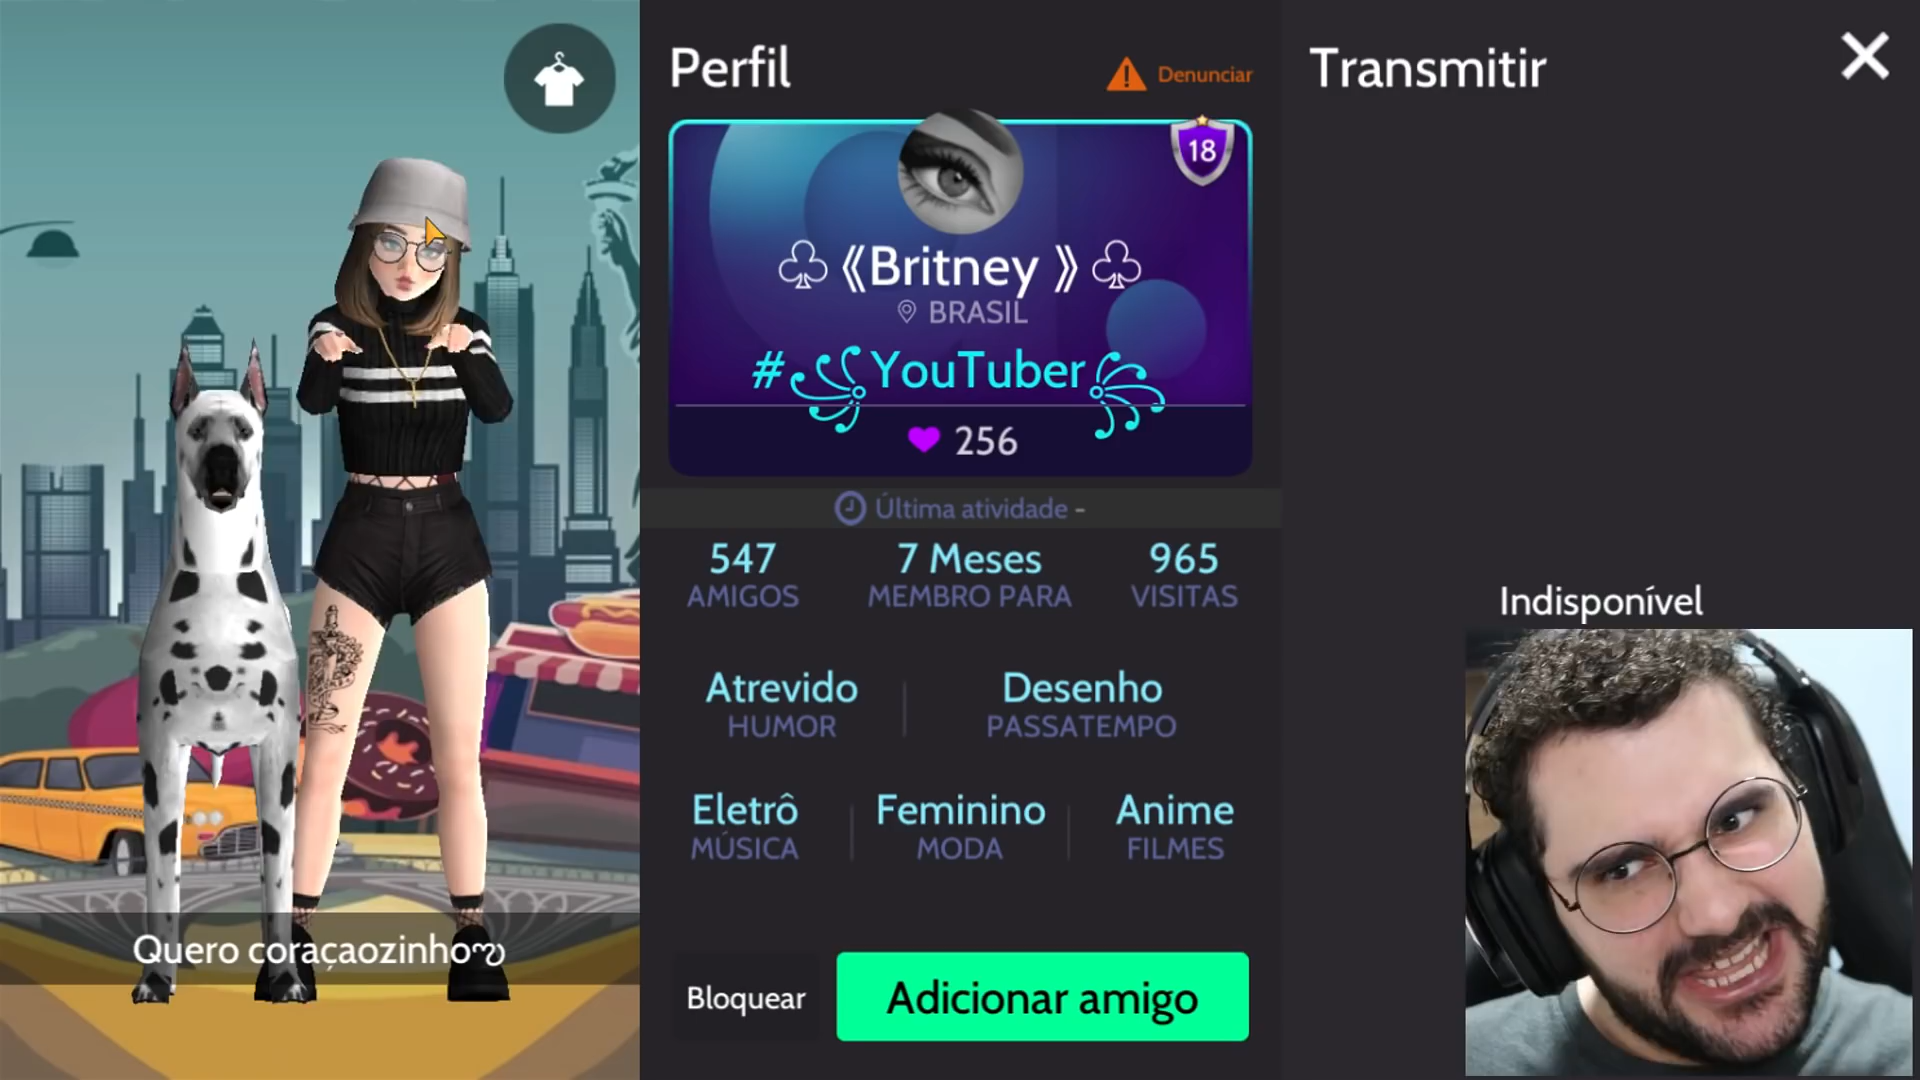 Perfil
Denunciar
Transmitir
18
♧《Britney 》♧
BRASIL
#YouTuber
256
Última atividade -
547
AMIGOS
7 Meses
MEMBRO PARA
965
VISITAS
Indisponível
Atrevido
HUMOR
Desenho
PASSATEMPO
Eletrô
MÚSICA
Feminino
MODA
Anime
FILMES
Quero coraçaozinho
Bloquear
Adicionar amigo